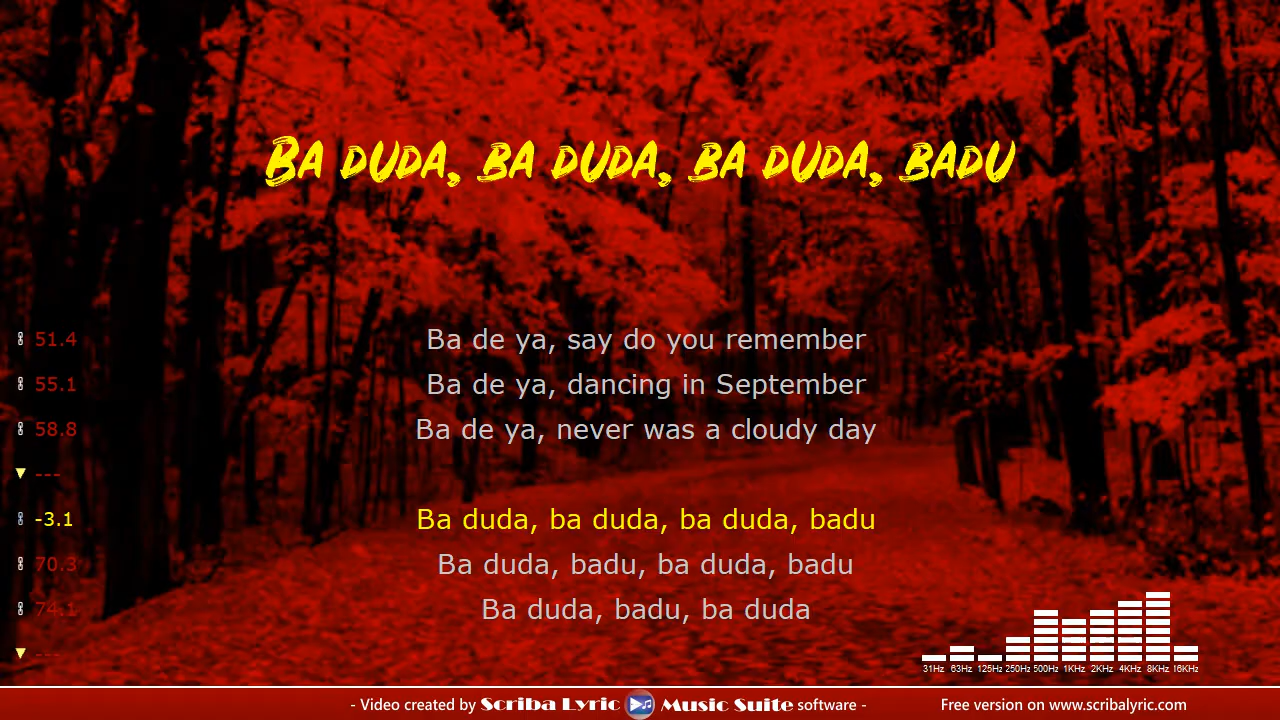 Ba duda, ba duda, ba duda, badu
51.4 Ba de ya, say do you remember
55.1 Ba de ya, dancing in September
58.8 Ba de ya, never was a cloudy day
---
-3.1 Ba duda, ba duda, ba duda, badu
70.3 Ba duda, badu, ba duda, badu
74.1 Ba duda, badu, ba duda
---
31Hz 63Hz 125Hz 250Hz 500Hz 1KHz 2KHz 4KHz 8KHz 16KHz
- Video created by Scriba Lyric Music Suite software - Free version on www.scribalyric.com